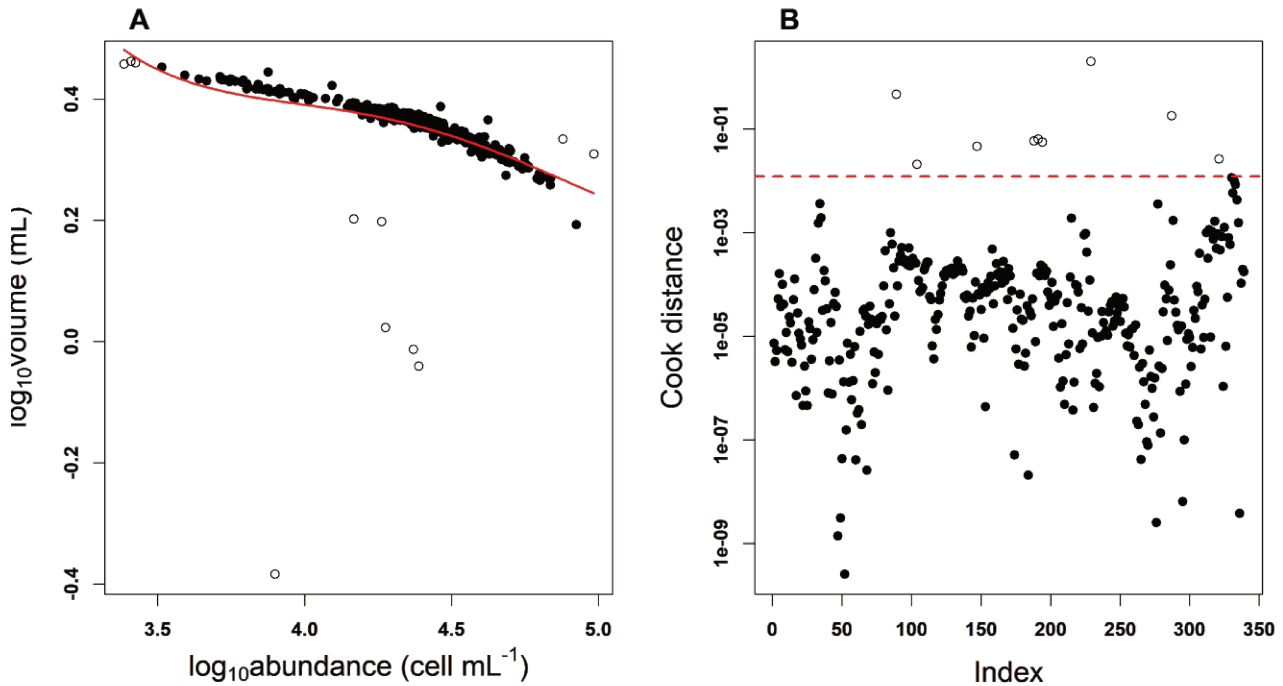 A
log10volume (mL)
0.4
0.2
0.0
-0.2
-0.4
3.5 4.0 4.5 5.0
log10abundance (cell mL-1)
B
Cook distance
1e-01
1e-03
1e-05
1e-07
1e-09
0 50 100 150 200 250 300 350
Index